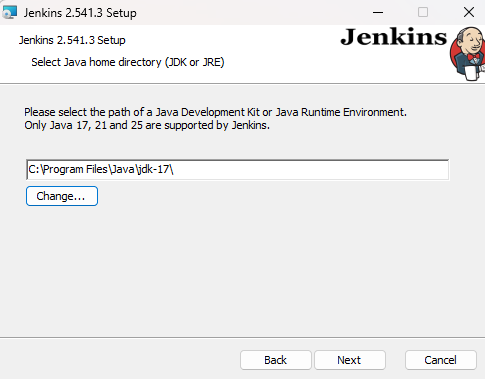 Jenkins 2.541.3 Setup
Jenkins 2.541.3 Setup
Jenkins
Select Java home directory (JDK or JRE)
Please select the path of a Java Development Kit or Java Runtime Environment.
Only Java 17, 21 and 25 are supported by Jenkins.
C:\Program Files\Java\jdk-17\
Change...
Back
Next
Cancel